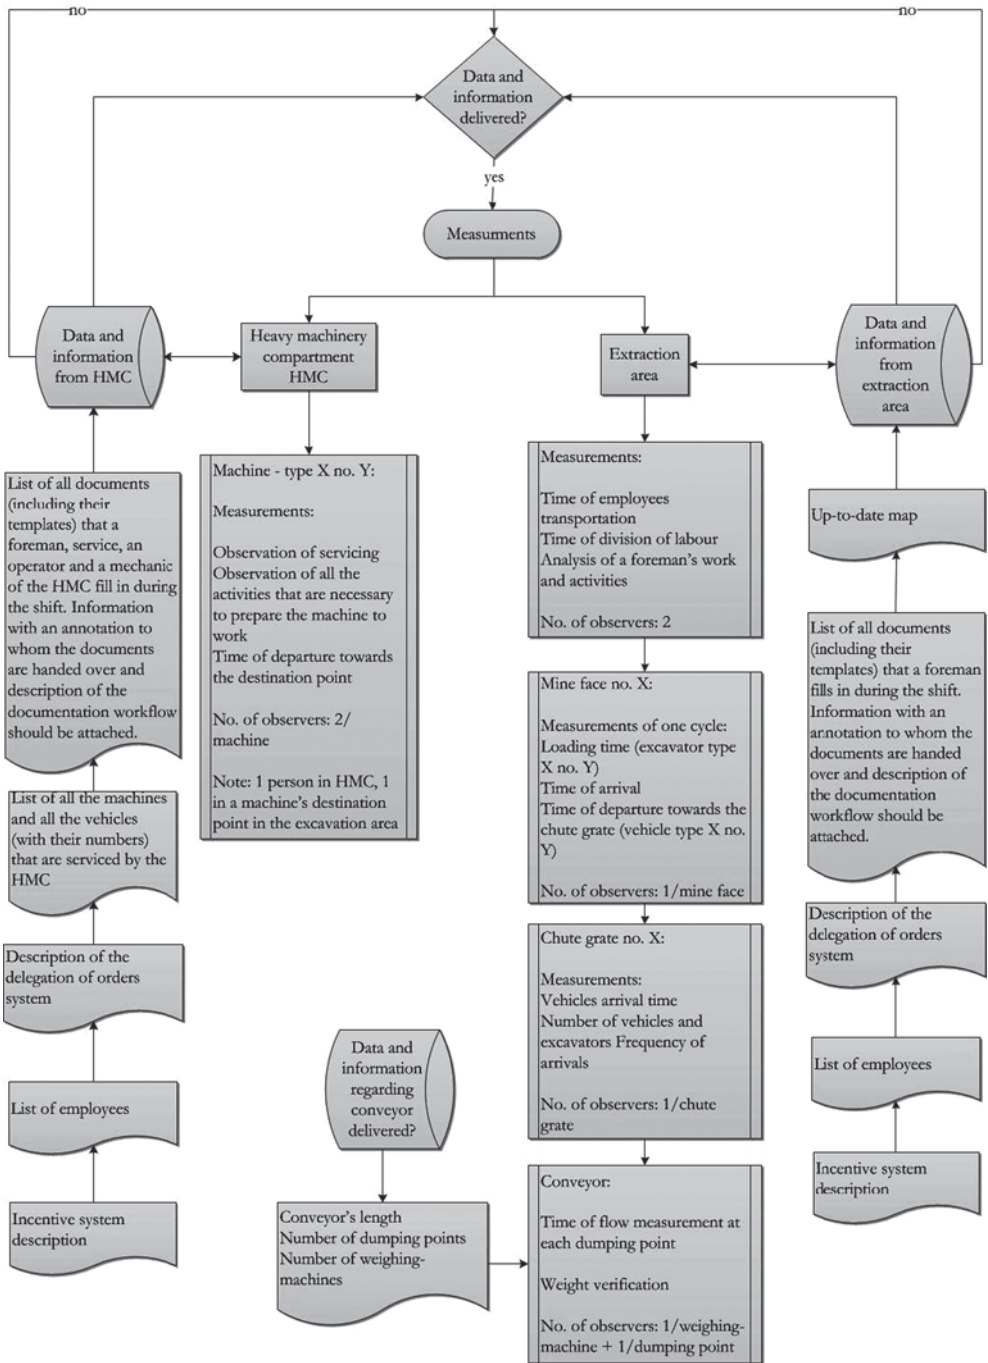 no
no
Data and
information
delivered?
yes
Measurments
Data and
information
from HMC
Heavy machinery
compartment
HMC
Extraction
area
Data and
information
from
extraction
area
List of all documents
(including their
templates) that a
foreman, service, an
operator and a mechanic
of the HMC fill in during
the shift. Information
with an annotation to
whom the documents
are handed over and
description of the
documentation workflow
should be attached.
List of all the machines
and all the vehicles
(with their numbers)
that are serviced by the
HMC
Description of the
delegation of orders
system
List of employees
Incentive system
description
Machine - type X no. Y:
Measurements:
Observation of servicing
Observation of all the
activities that are necessary
to prepare the machine to
work
Time of departure towards
the destination point
No. of observers: 2/
machine
Note: 1 person in HMC, 1
in a machine's destination
point in the excavation area
Data and
information
regarding
conveyor
delivered?
Conveyor's length
Number of dumping points
Number of weighing-
machines
Measurements:
Time of employees
transportation
Time of division of labour
Analysis of a foreman's work
and activities
No. of observers: 2
Mine face no. X:
Measurements of one cycle:
Loading time (excavator type
X no. Y)
Time of arrival
Time of departure towards the
chute grate (vehicle type X no.
Y)
No. of observers: 1/mine face
Chute grate no. X:
Measurements:
Vehicles arrival time
Number of vehicles and
excavators Frequency of
arrivals
No. of observers: 1/chute
grate
Conveyor:
Time of flow measurement at
each dumping point
Weight verification
No. of observers: 1/weighing-
machine + 1/dumping point
Up-to-date map
List of all documents
(including their
templates) that a foreman
fills in during the shift.
Information with an
annotation to whom the
documents are handed
over and description of
the documentation
workflow should be
attached.
Description of the
delegation of orders
system
List of employees
Incentive system
description